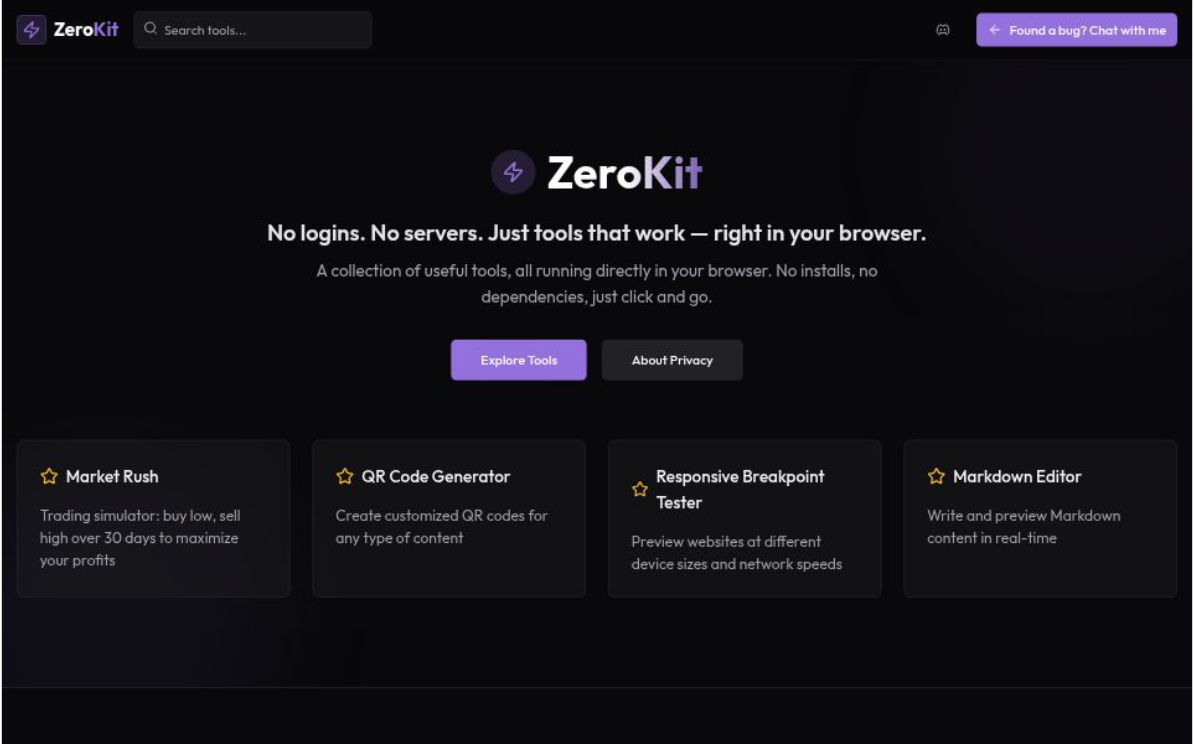 ZeroKit
Search tools...
Found a bug? Chat with me
ZeroKit
No logins. No servers. Just tools that work — right in your browser.
A collection of useful tools, all running directly in your browser. No installs, no
dependencies, just click and go.
Explore Tools
About Privacy
Market Rush
Trading simulator: buy low, sell
high over 30 days to maximize
your profits
QR Code Generator
Create customized QR codes for
any type of content
Responsive Breakpoint
Tester
Preview websites at different
device sizes and network speeds
Markdown Editor
Write and preview Markdown
content in real-time